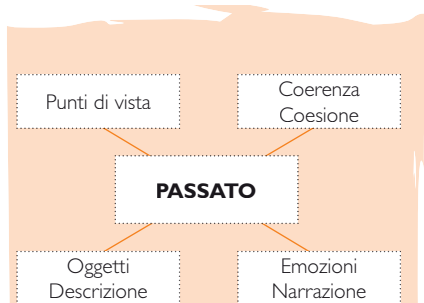 Punti di vista
Coerenza
Coesione
PASSATO
Oggetti
Descrizione
Emozioni
Narrazione